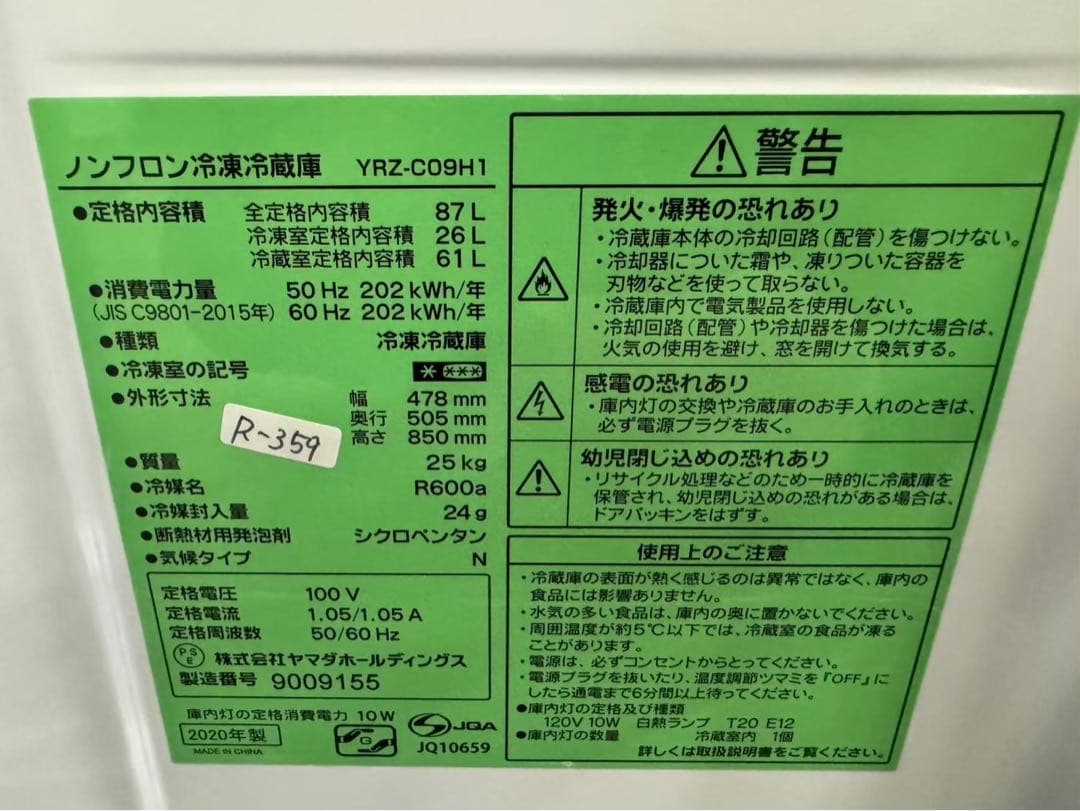 ノンフロン冷凍冷蔵庫 YRZ-C09H1
●定格内容積 全定格内容積 87 L
冷凍室定格内容積 26 L
冷蔵室定格内容積 61 L
●消費電力量 50 Hz 202 kWh/年
(JIS C9801-2015年) 60 Hz 202 kWh/年
●種類 冷凍冷蔵庫
●冷凍室の記号
●外形寸法 幅 478 mm
奥行 505 mm
高さ 850 mm
R-359
●質量 25 kg
●冷媒名 R600a
●冷媒封入量 24 g
●断熱材用発泡剤 シクロペンタン
●気候タイプ N
定格電圧 100 V
定格電流 1.05/1.05 A
定格周波数 50/60 Hz
PSE 株式会社ヤマダホールディングス
製造番号 9009155
庫内灯の定格消費電力 10W
2020年製
MADE IN CHINA
G
JQA
JQ10659
警告
発火・爆発の恐れあり
・冷蔵庫本体の冷却回路(配管)を傷つけない。
・冷却器についた霜や、凍りついた容器を
刃物などを使って取らない。
・冷蔵庫内で電気製品を使用しない。
・冷却回路(配管)や冷却器を傷つけた場合は、
火気の使用を避け、窓を開けて換気する。
感電の恐れあり
・庫内灯の交換や冷蔵庫のお手入れのときは、
必ず電源プラグを抜く。
幼児閉じ込めの恐れあり
・リサイクル処理などのため一時的に冷蔵庫を
保管され、幼児閉じ込めの恐れがある場合は、
ドアパッキンをはずす。
使用上のご注意
・冷蔵庫の表面が熱く感じるのは異常ではなく、庫内の
食品には影響ありません。
・水気の多い食品は、庫内の奥に置かないでください。
・周囲温度が約5℃以下では、冷蔵室の食品が凍る
ことがあります。
・電源は、必ずコンセントからとってください。
・電源プラグを抜いたり、温度調節ツマミを『OFF』に
したら通電まで6分間以上待ってください。
●庫内灯の定格及び種類
120V 10W 白熱ランプ T20 E12
●庫内灯の数量 冷蔵室内 1個
詳しくは取扱説明書をご覧ください。